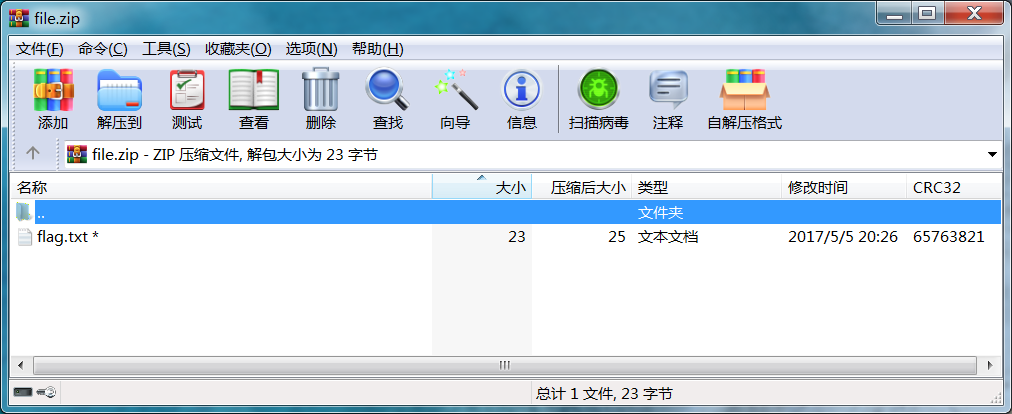 file.zip
文件(F) 命令(C) 工具(S) 收藏夹(O) 选项(N) 帮助(H)
添加 解压到 测试 查看 删除 查找 向导 信息 扫描病毒 注释 自解压格式
file.zip - ZIP 压缩文件, 解包大小为 23 字节
名称 大小 压缩后大小 类型 修改时间 CRC32
.. 文件夹
flag.txt * 23 25 文本文档 2017/5/5 20:26 65763821
总计 1 文件, 23 字节